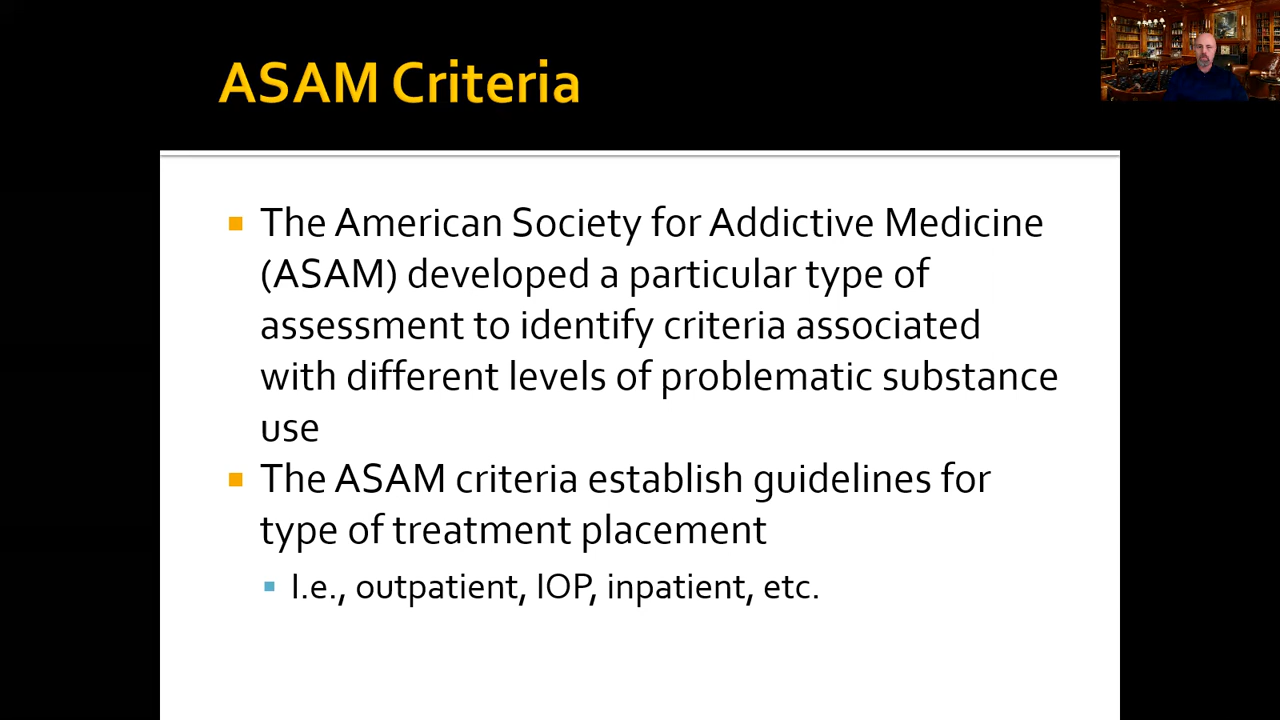 ASAM Criteria
The American Society for Addictive Medicine
(ASAM) developed a particular type of
assessment to identify criteria associated
with different levels of problematic substance
use
The ASAM criteria establish guidelines for
type of treatment placement
I.e., outpatient, IOP, inpatient, etc.